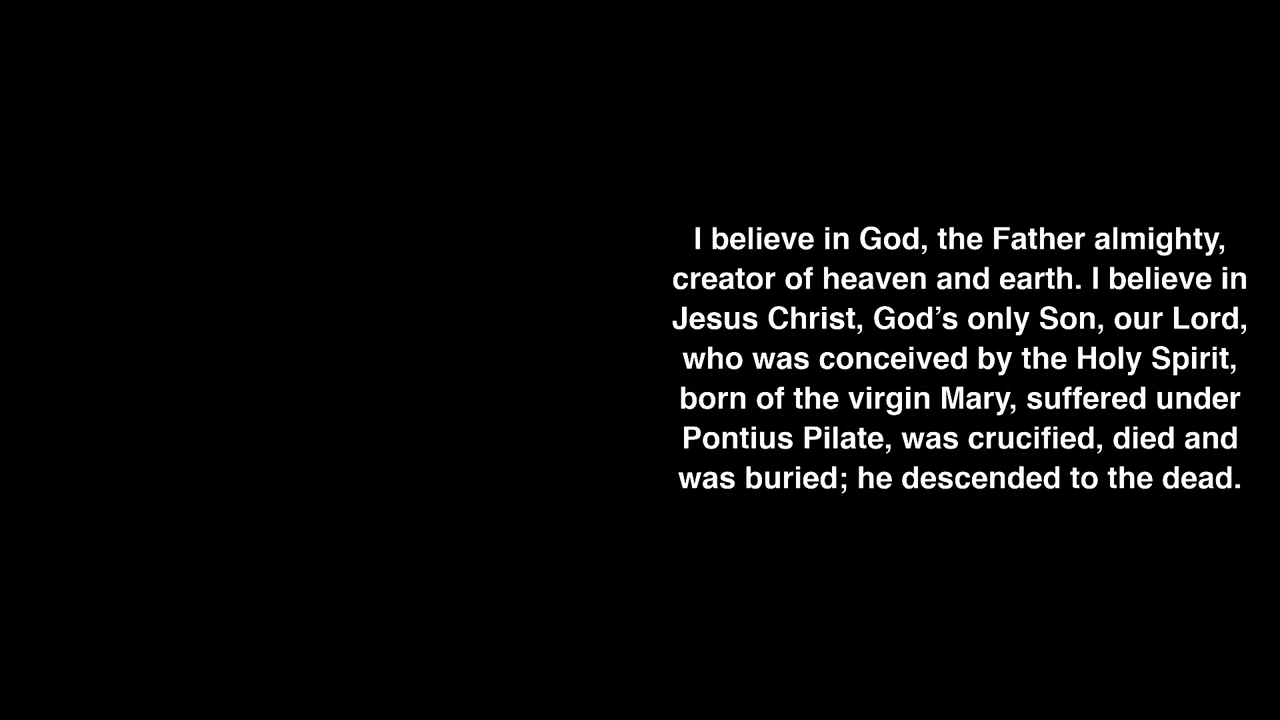 I believe in God, the Father almighty,
creator of heaven and earth. I believe in
Jesus Christ, God’s only Son, our Lord,
who was conceived by the Holy Spirit,
born of the virgin Mary, suffered under
Pontius Pilate, was crucified, died and
was buried; he descended to the dead.